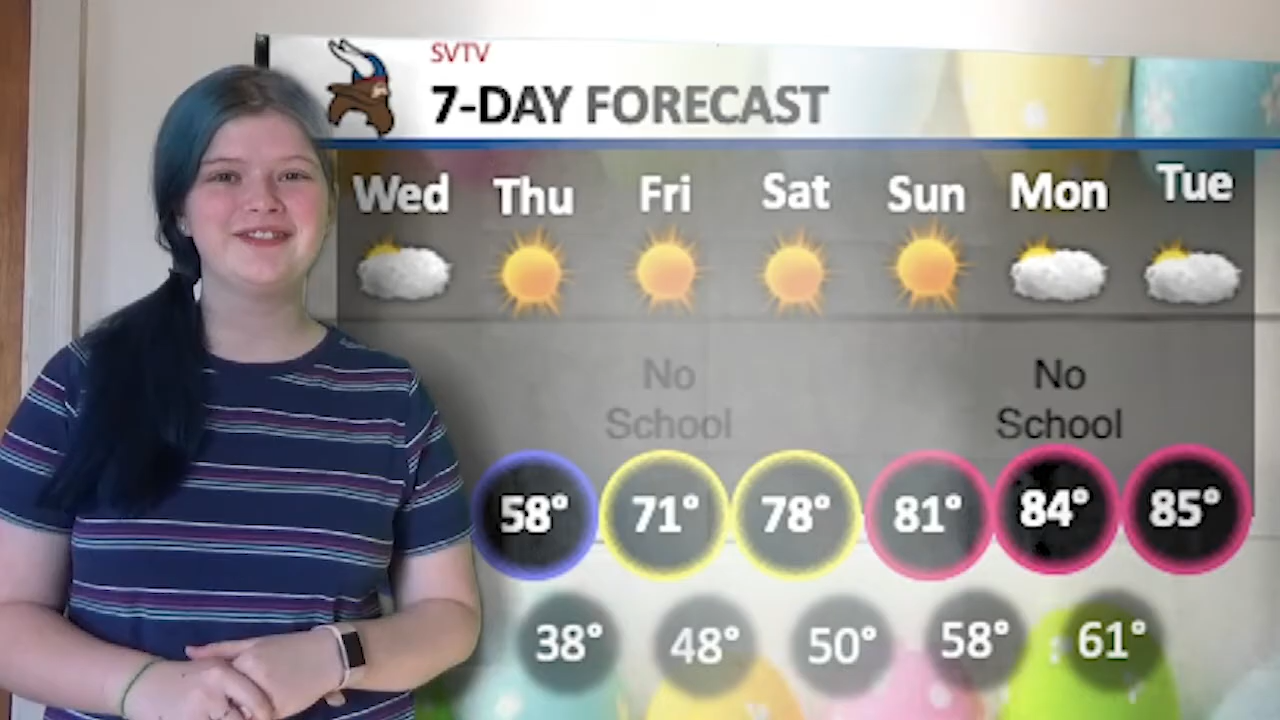 SVTV
7-DAY FORECAST
Wed Thu Fri Sat Sun Mon Tue
No No
School School
58° 71° 78° 81° 84° 85°
38° 48° 50° 58° 61°